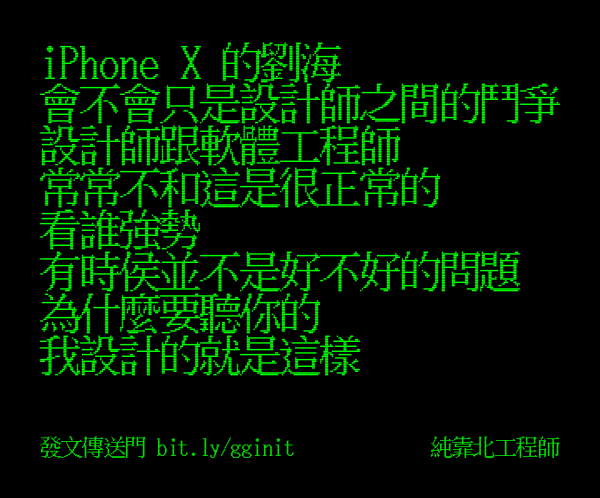 iPhone X 的劉海
會不會只是設計師之間的鬥爭
設計師跟軟體工程師
常常不和這是很正常的
看誰強勢
有時侯並不是好不好的問題
為什麼要聽你的
我設計的就是這樣
發文傳送門 bit.ly/gginit
純靠北工程師